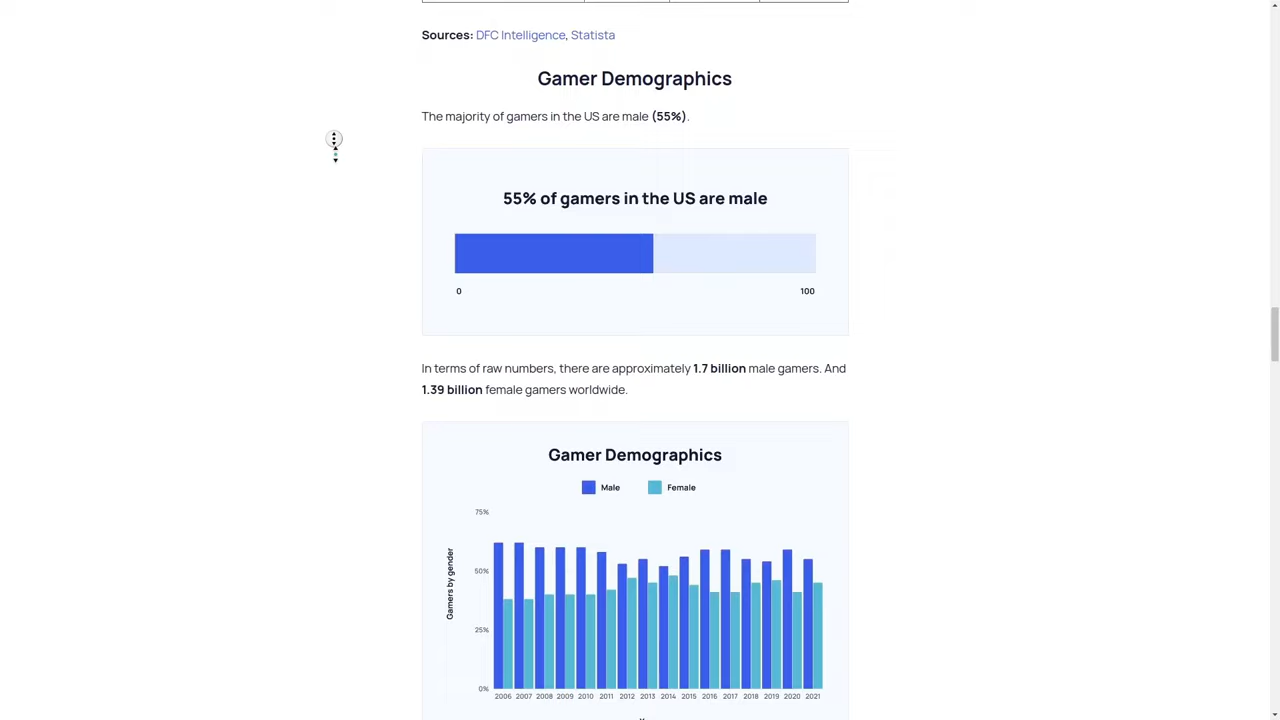 Sources: DFC Intelligence, Statista
Gamer Demographics
The majority of gamers in the US are male (55%).
55% of gamers in the US are male
0 100
In terms of raw numbers, there are approximately 1.7 billion male gamers. And
1.39 billion female gamers worldwide.
Gamer Demographics
Male Female
75%
50%
25%
0%
Gamers by gender
2006 2007 2008 2009 2010 2011 2012 2013 2014 2015 2016 2017 2018 2019 2020 2021